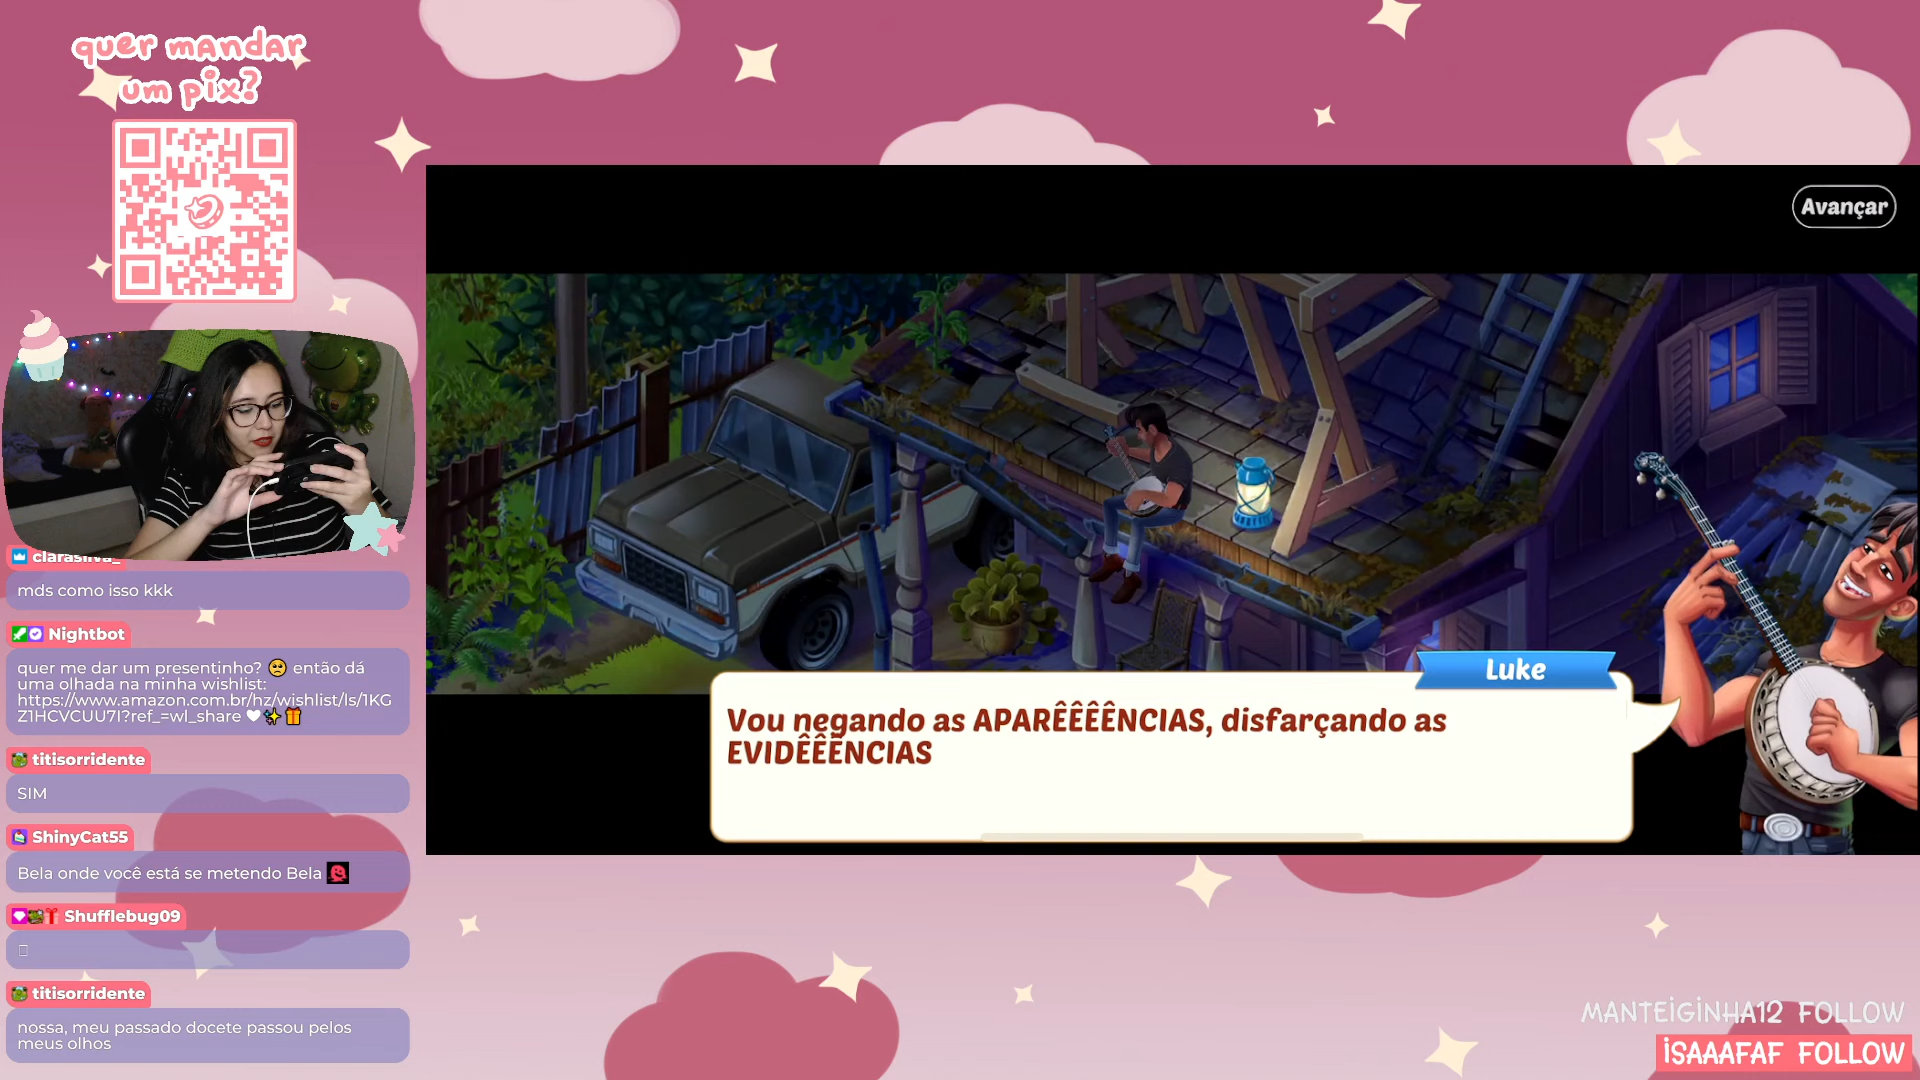 quer mandar
um pix?
Avançar
clarasilva_
mds como isso kkk
Nightbot
quer me dar um presentinho? 🥺 então dá
uma olhada na minha wishlist:
https://www.amazon.com.br/hz/wishlist/ls/1KG
Z1HCVCUU7I?ref_=wl_share 🤍✨🎁
titisorridente
SIM
ShinyCat55
Bela onde você está se metendo Bela
Shufflebug09
titisorridente
nossa, meu passado docete passou pelos
meus olhos
Luke
Vou negando as APARÊÊÊÊNCIAS, disfarçando as
EVIDÊÊÊNCIAS
MANTEIGINHA12 FOLLOW
ISAAAFAF FOLLOW